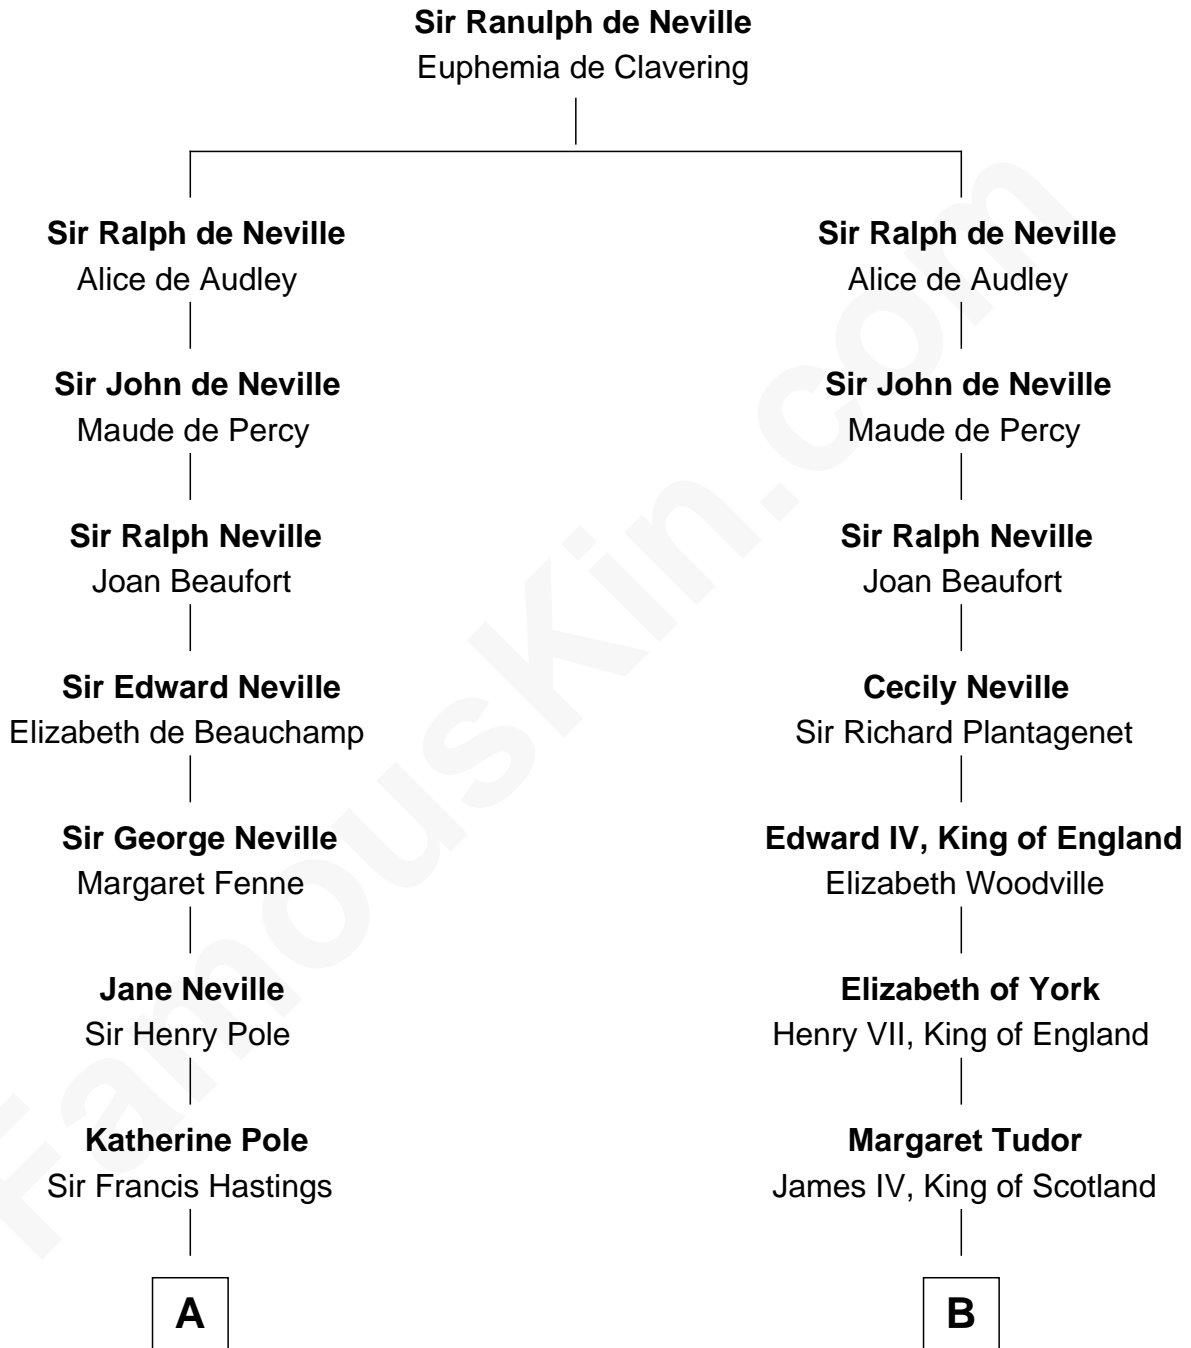 Sir Ranulph de Neville
Euphemia de Clavering
Sir Ralph de Neville
Alice de Audley
Sir John de Neville
Maude de Percy
Sir Ralph Neville
Joan Beaufort
Sir Edward Neville
Elizabeth de Beauchamp
Sir George Neville
Margaret Fenne
Jane Neville
Sir Henry Pole
Katherine Pole
Sir Francis Hastings
A
Sir Ralph de Neville
Alice de Audley
Sir John de Neville
Maude de Percy
Sir Ralph Neville
Joan Beaufort
Cecily Neville
Sir Richard Plantagenet
Edward IV, King of England
Elizabeth Woodville
Elizabeth of York
Henry VII, King of England
Margaret Tudor
James IV, King of Scotland
B
FamousKin.com